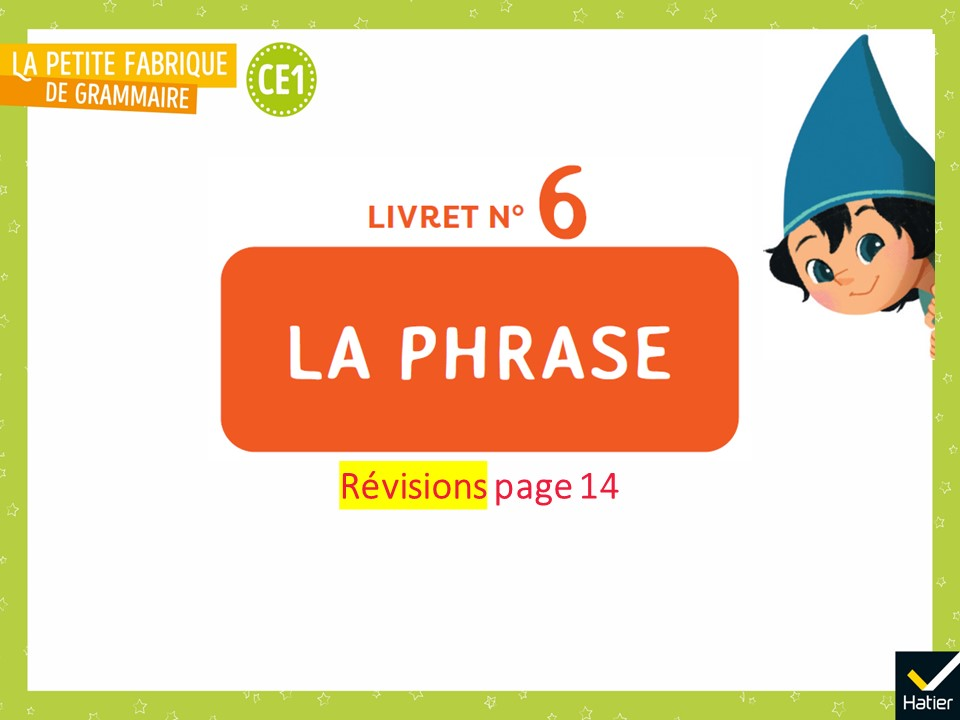 LA PETITE FABRIQUE
DE GRAMMAIRE
CE1
LIVRET N° 6
LA PHRASE
Révisions page 14
Hatier